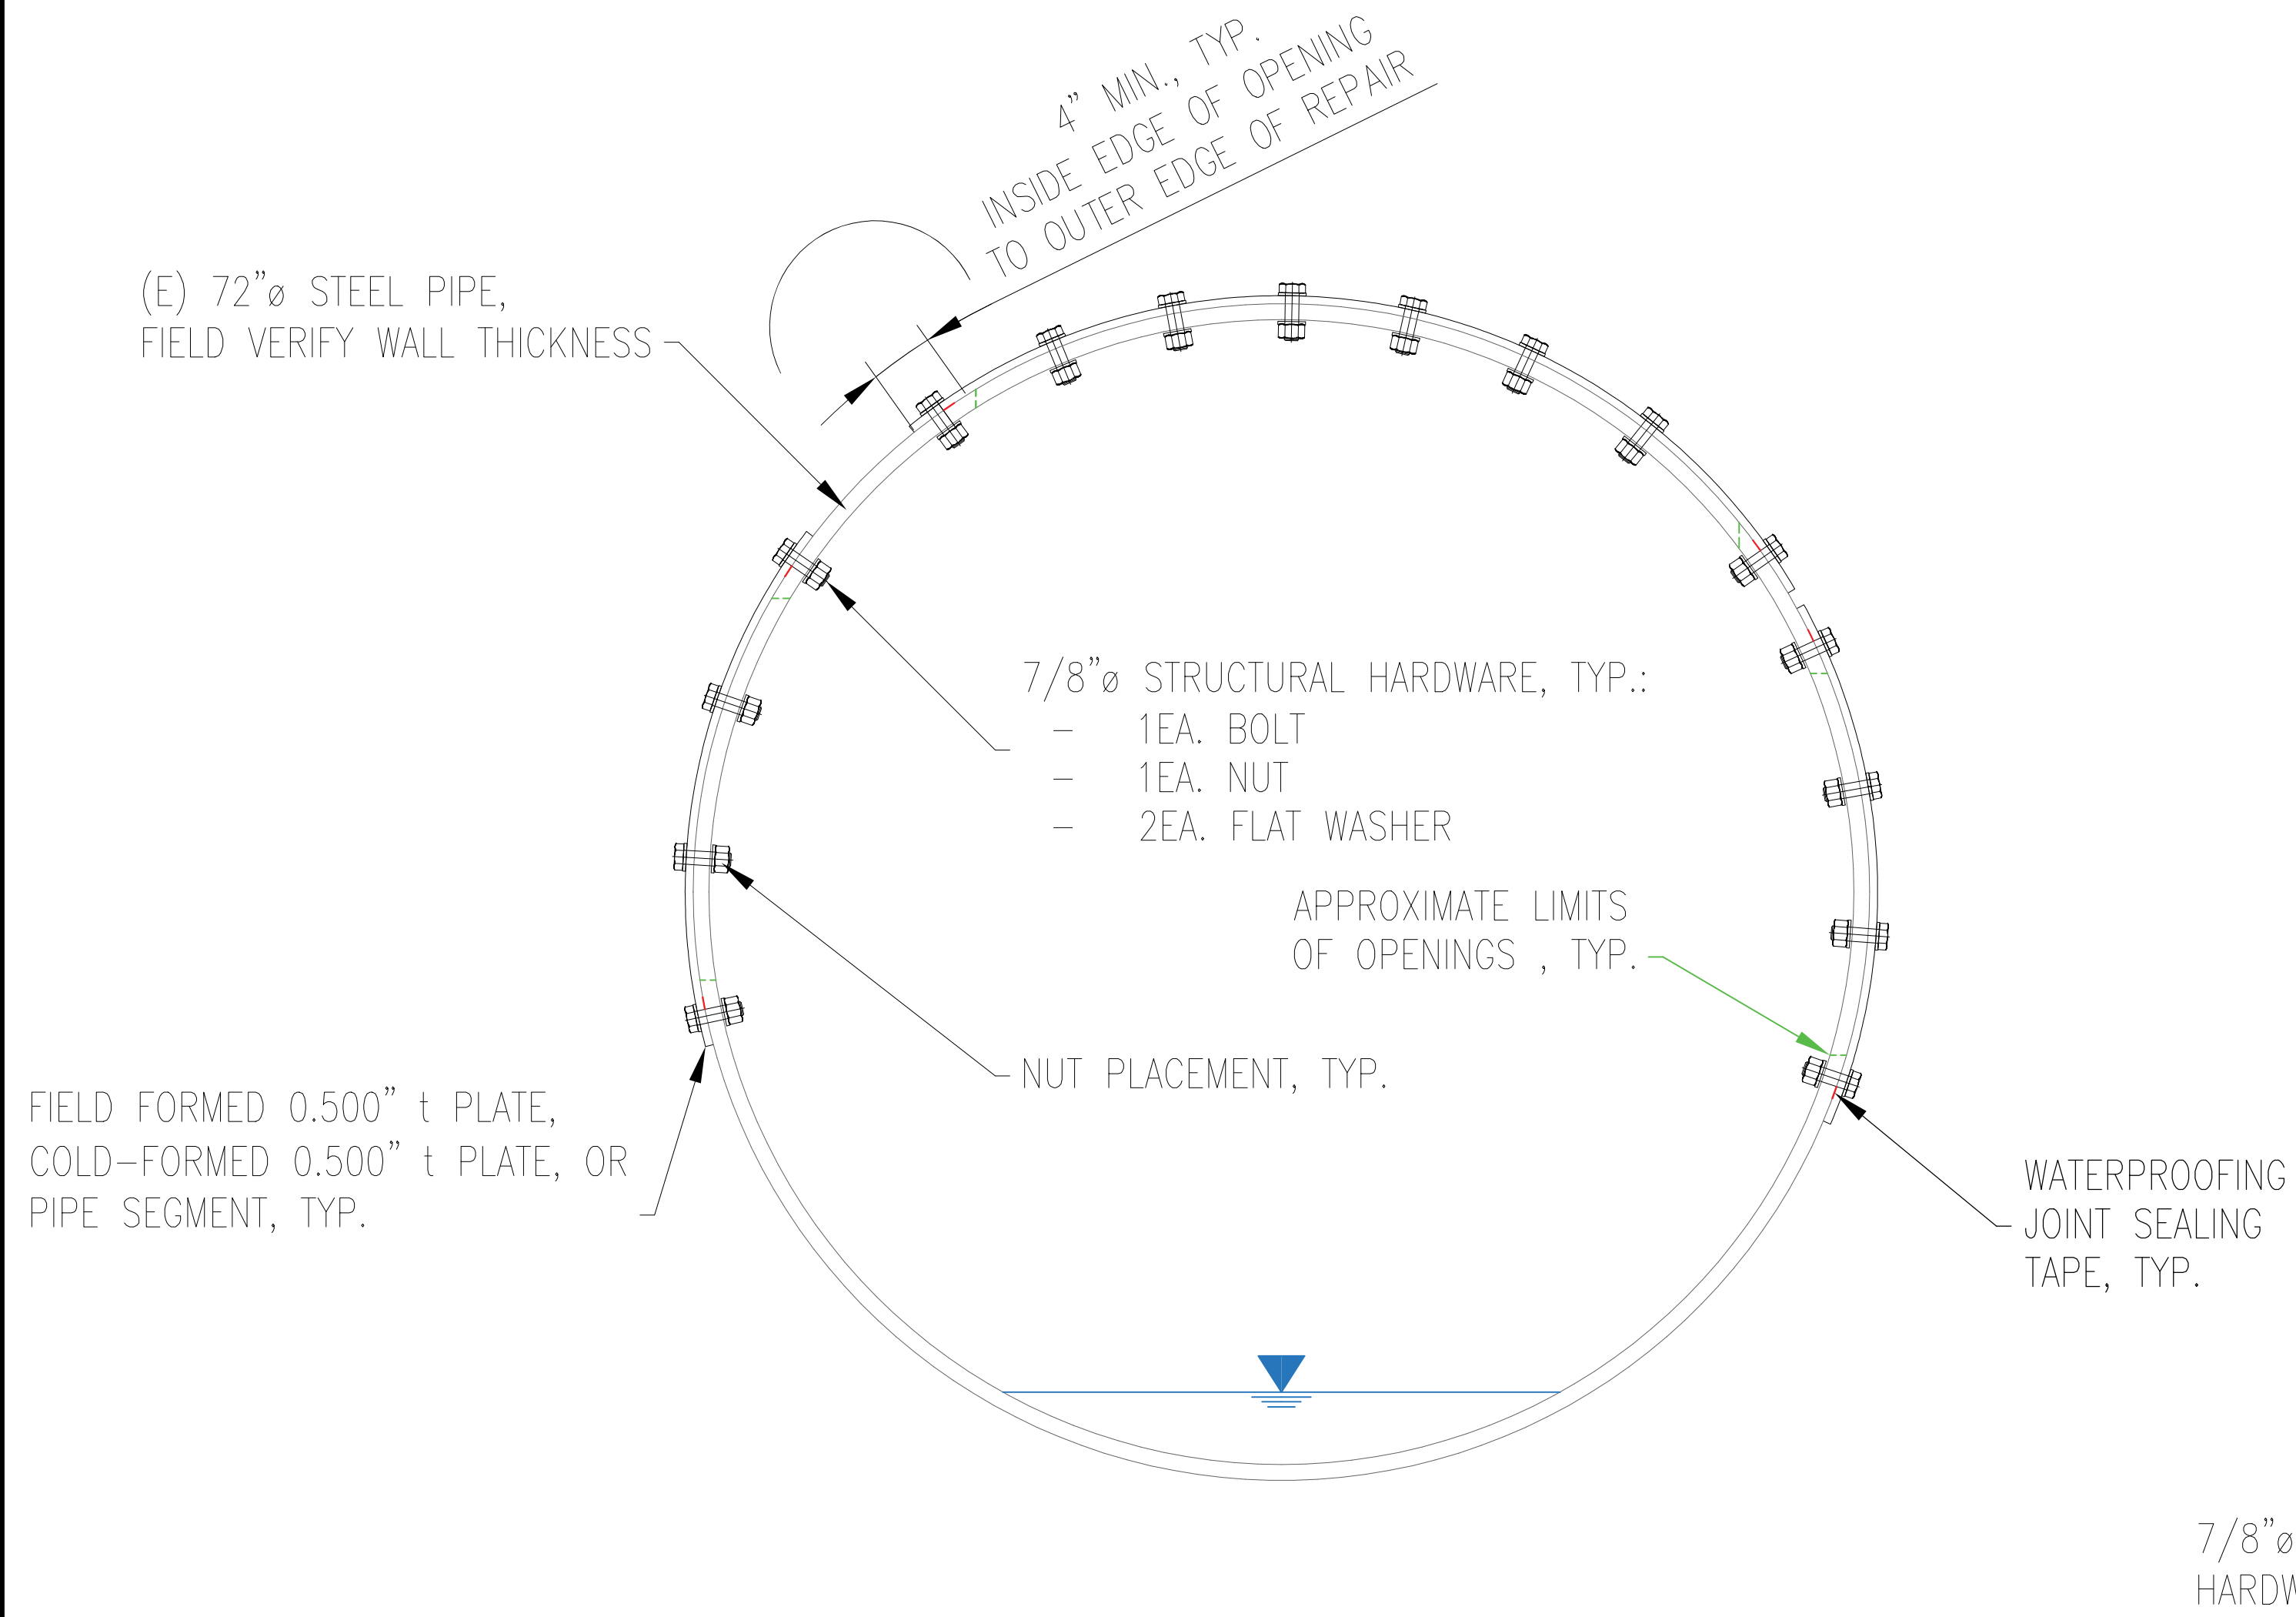 4" MIN., TYP.
INSIDE EDGE OF OPENING
TO OUTER EDGE OF REPAIR
(E) 72"ø STEEL PIPE,
FIELD VERIFY WALL THICKNESS
7/8"ø STRUCTURAL HARDWARE, TYP.:
- 1EA. BOLT
- 1EA. NUT
- 2EA. FLAT WASHER
APPROXIMATE LIMITS
OF OPENINGS , TYP.
NUT PLACEMENT, TYP.
FIELD FORMED 0.500" t PLATE,
COLD-FORMED 0.500" t PLATE, OR
PIPE SEGMENT, TYP.
WATERPROOFING
JOINT SEALING
TAPE, TYP.
7/8"ø